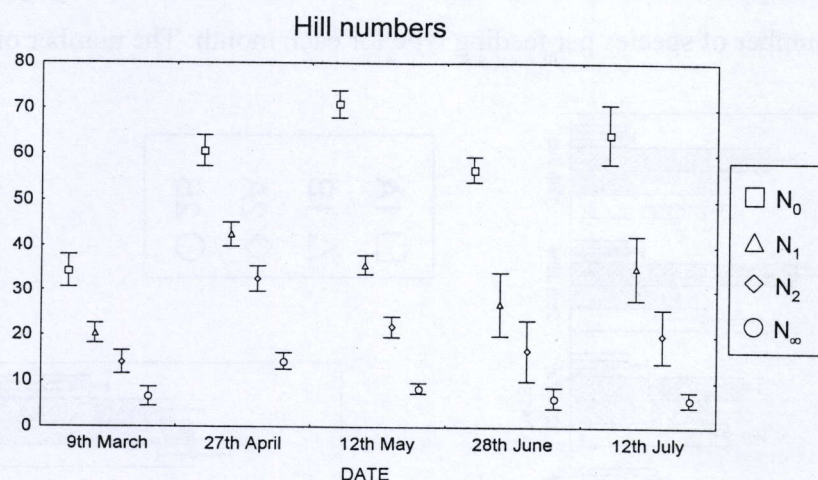 Hill numbers
80
70
60
50
40
30
20
10
0
9th March
27th April
12th May
28th June
12th July
DATE
N₀
N₁
N₂
N∞